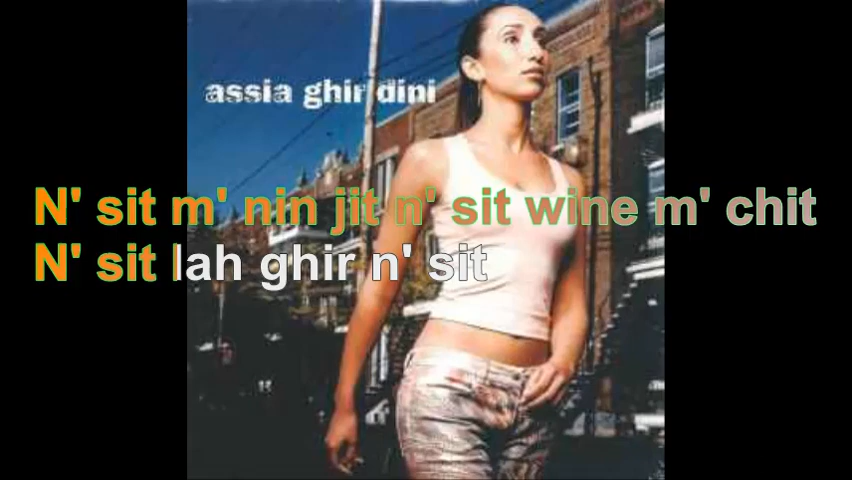 assia ghir dini
N' sit m' nin jit n' sit wine m' chit
N' sit lah ghir n' sit